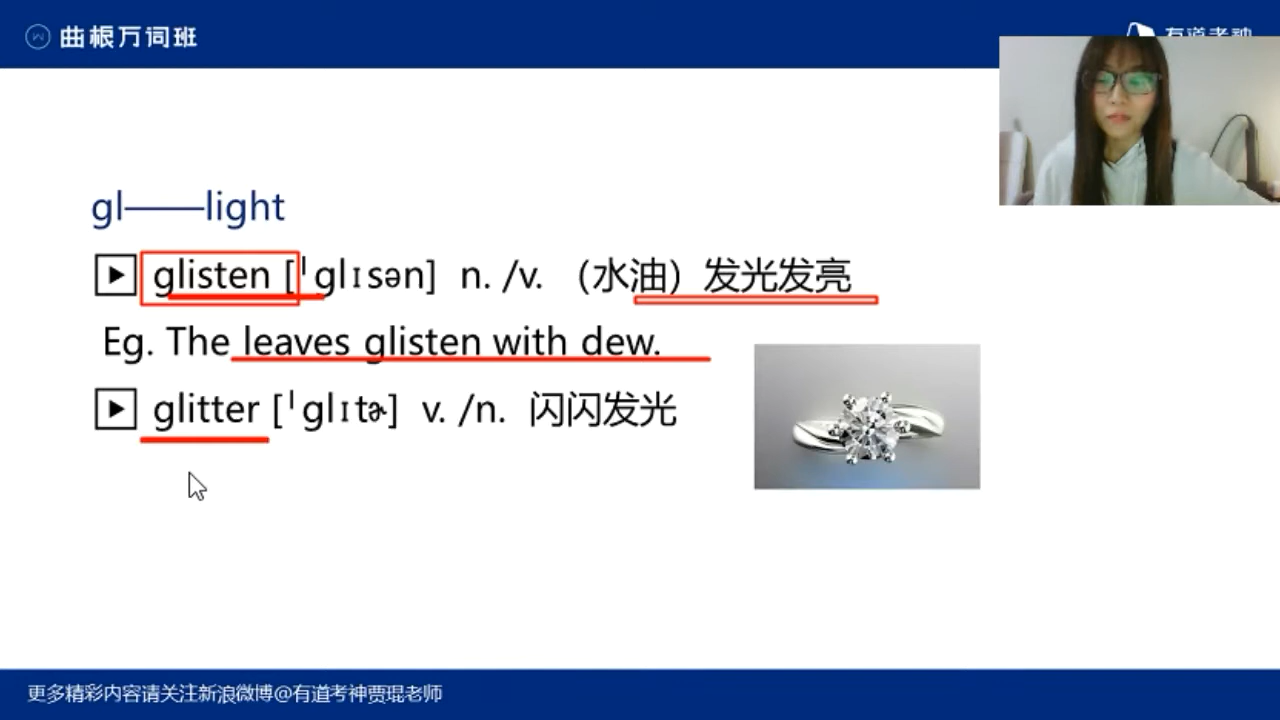 曲根万词班
有道考神
gl——light
glisten [ˈglɪsən] n. /v. （水油）发光发亮
Eg. The leaves glisten with dew.
glitter [ˈglɪtɚ] v. /n. 闪闪发光
更多精彩内容请关注新浪微博@有道考神贾琨老师